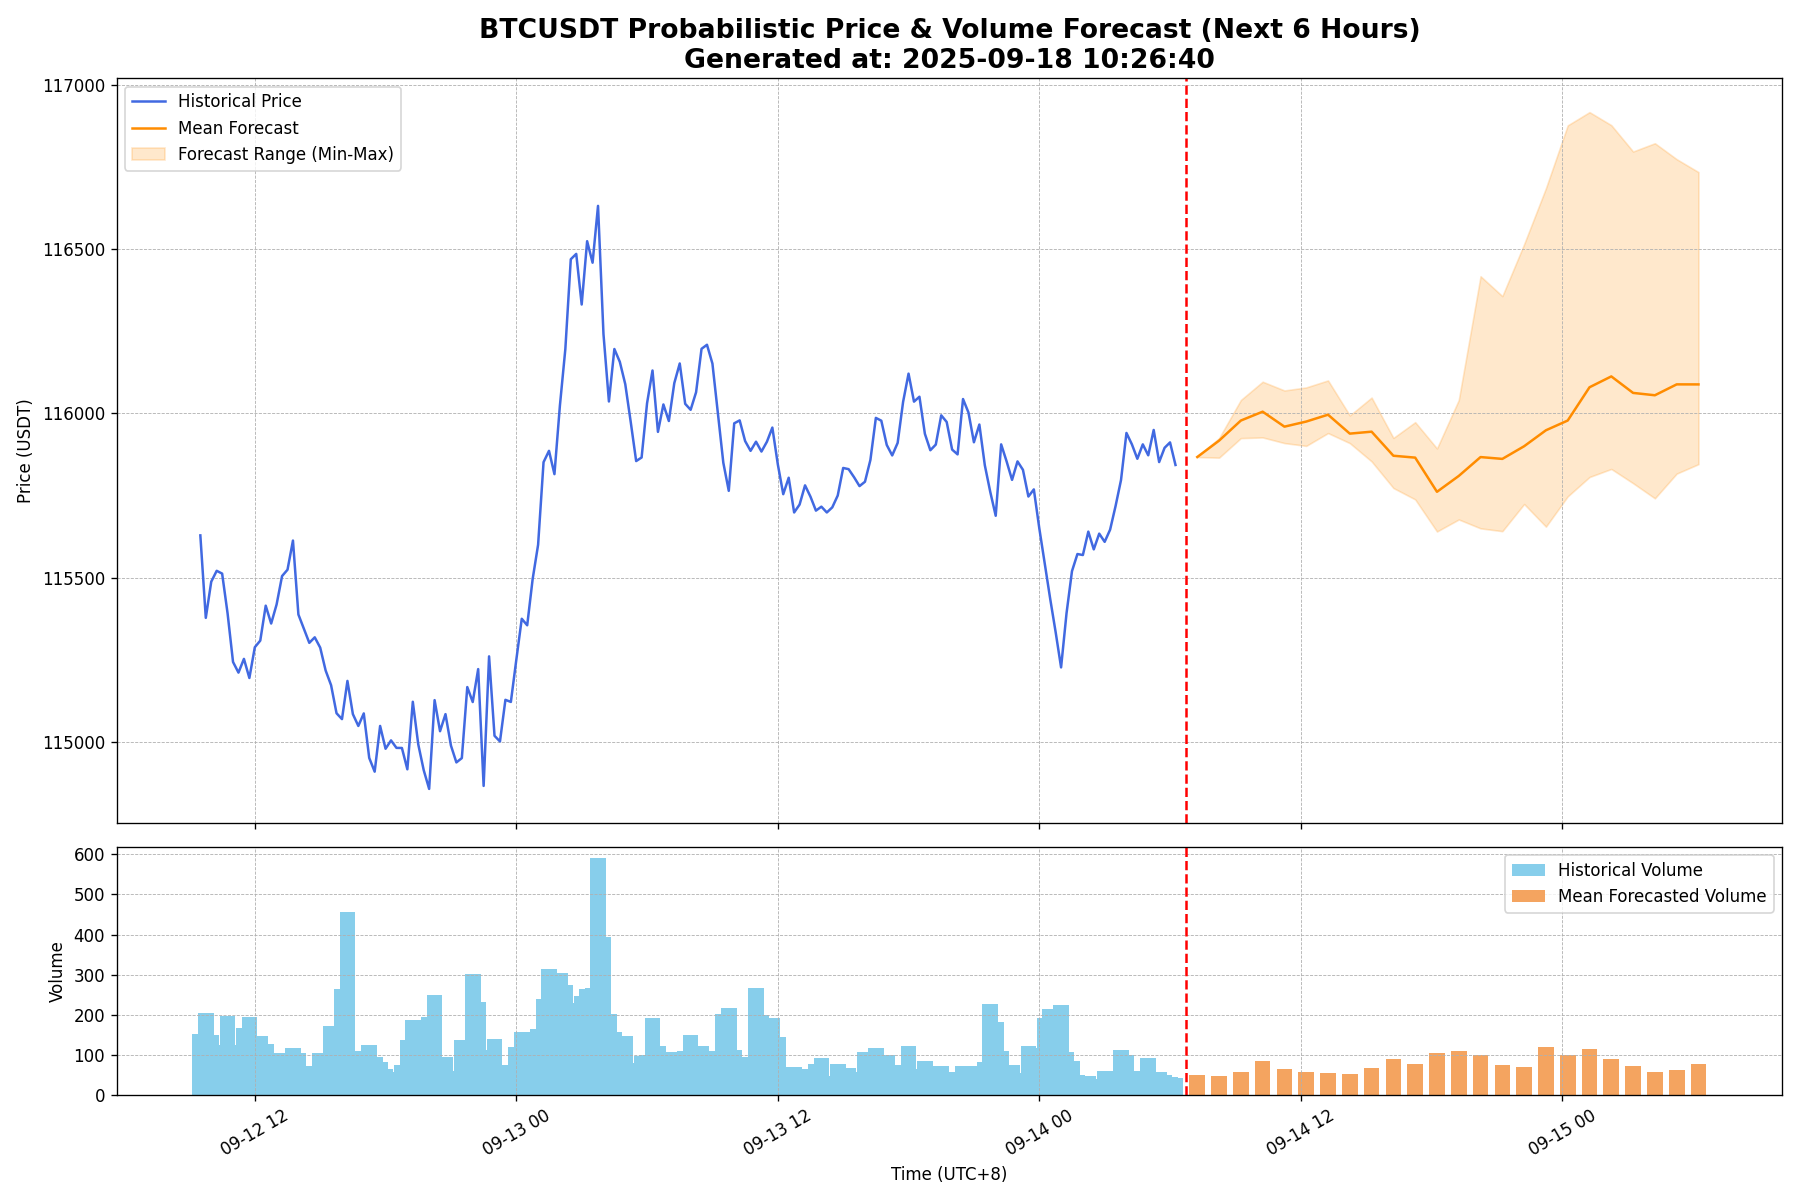 BTCUSDT Probabilistic Price & Volume Forecast (Next 6 Hours)
Generated at: 2025-09-18 10:26:40
Historical Price
Mean Forecast
Forecast Range (Min-Max)
117000
116500
116000
115500
115000
Price (USDT)
Historical Volume
Mean Forecasted Volume
600
500
400
300
200
100
0
Volume
09-12 12
09-13 00
09-13 12
09-14 00
09-14 12
09-15 00
Time (UTC+8)